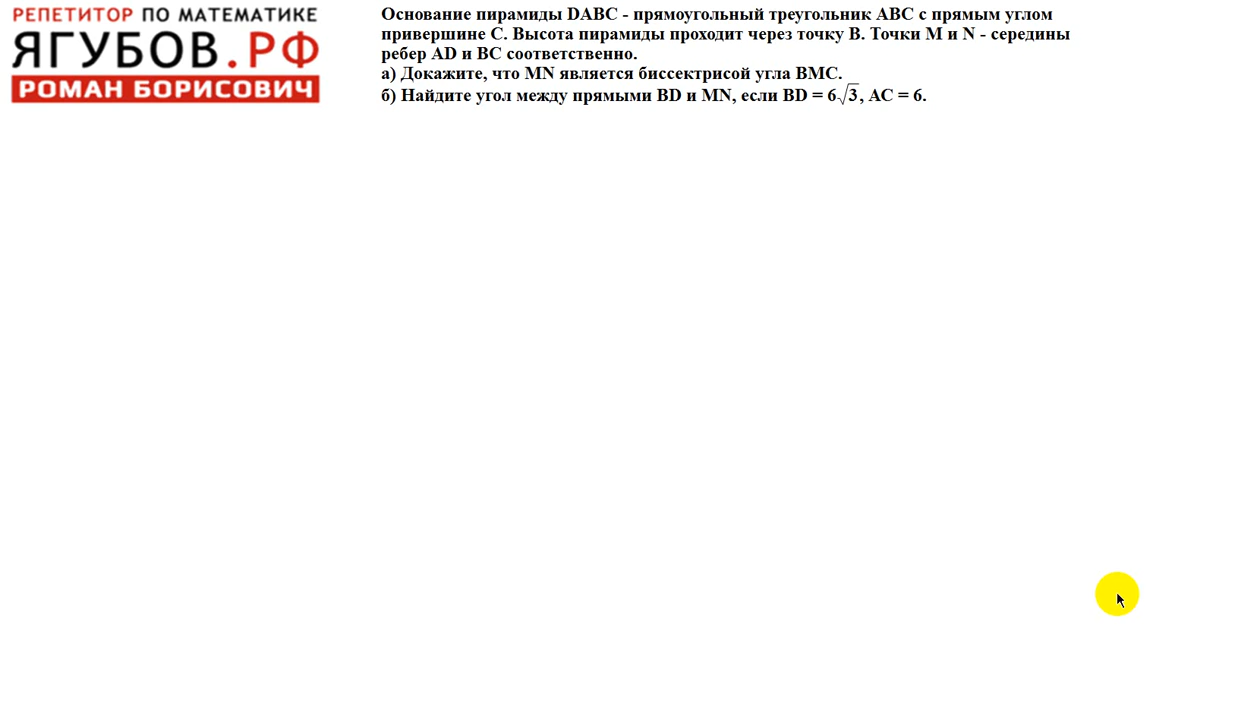 РЕПЕТИТОР ПО МАТЕМАТИКЕ
ЯГУБОВ.РФ
РОМАН БОРИСОВИЧ
Основание пирамиды DABC - прямоугольный треугольник ABC с прямым углом
привершине C. Высота пирамиды проходит через точку B. Точки M и N - середины
ребер AD и BC соответственно.
а) Докажите, что MN является биссектрисой угла BMC.
б) Найдите угол между прямыми BD и MN, если BD = 6√3, AC = 6.